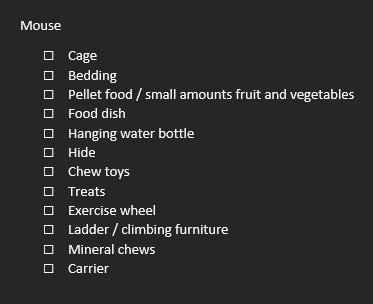 Mouse
☐ Cage
☐ Bedding
☐ Pellet food / small amounts fruit and vegetables
☐ Food dish
☐ Hanging water bottle
☐ Hide
☐ Chew toys
☐ Treats
☐ Exercise wheel
☐ Ladder / climbing furniture
☐ Mineral chews
☐ Carrier